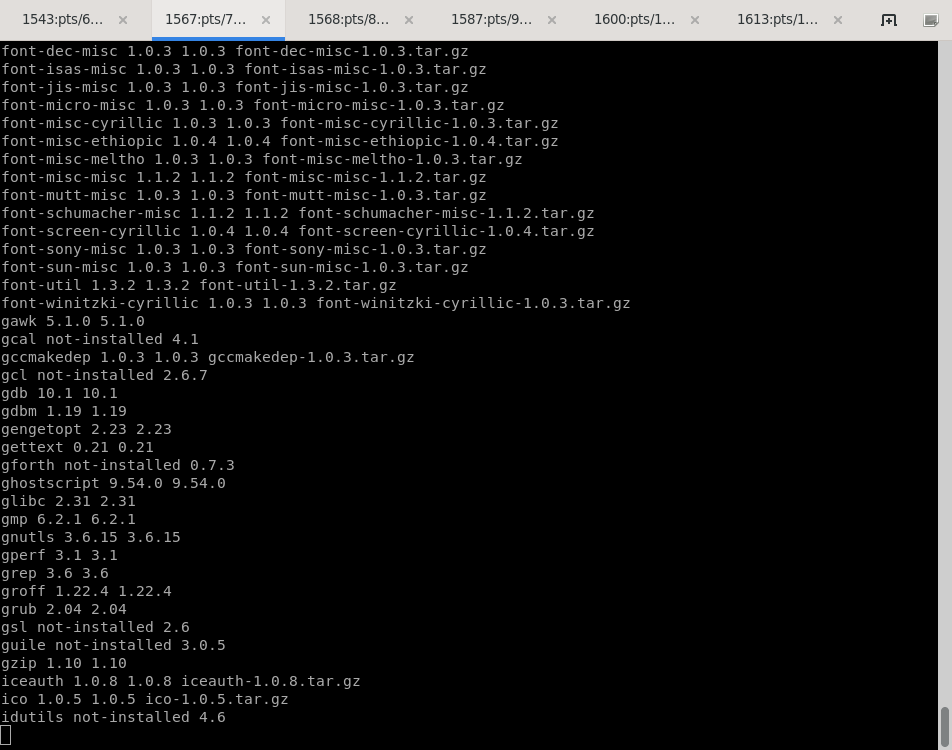 1543:pts/6... 1567:pts/7... 1568:pts/8... 1587:pts/9... 1600:pts/1... 1613:pts/1...
font-dec-misc 1.0.3 1.0.3 font-dec-misc-1.0.3.tar.gz
font-isas-misc 1.0.3 1.0.3 font-isas-misc-1.0.3.tar.gz
font-jis-misc 1.0.3 1.0.3 font-jis-misc-1.0.3.tar.gz
font-micro-misc 1.0.3 1.0.3 font-micro-misc-1.0.3.tar.gz
font-misc-cyrillic 1.0.3 1.0.3 font-misc-cyrillic-1.0.3.tar.gz
font-misc-ethiopic 1.0.4 1.0.4 font-misc-ethiopic-1.0.4.tar.gz
font-misc-meltho 1.0.3 1.0.3 font-misc-meltho-1.0.3.tar.gz
font-misc-misc 1.1.2 1.1.2 font-misc-misc-1.1.2.tar.gz
font-mutt-misc 1.0.3 1.0.3 font-mutt-misc-1.0.3.tar.gz
font-schumacher-misc 1.1.2 1.1.2 font-schumacher-misc-1.1.2.tar.gz
font-screen-cyrillic 1.0.4 1.0.4 font-screen-cyrillic-1.0.4.tar.gz
font-sony-misc 1.0.3 1.0.3 font-sony-misc-1.0.3.tar.gz
font-sun-misc 1.0.3 1.0.3 font-sun-misc-1.0.3.tar.gz
font-util 1.3.2 1.3.2 font-util-1.3.2.tar.gz
font-winitzki-cyrillic 1.0.3 1.0.3 font-winitzki-cyrillic-1.0.3.tar.gz
gawk 5.1.0 5.1.0
gcal not-installed 4.1
gccmakedep 1.0.3 1.0.3 gccmakedep-1.0.3.tar.gz
gcl not-installed 2.6.7
gdb 10.1 10.1
gdbm 1.19 1.19
gengetopt 2.23 2.23
gettext 0.21 0.21
gforth not-installed 0.7.3
ghostscript 9.54.0 9.54.0
glibc 2.31 2.31
gmp 6.2.1 6.2.1
gnutls 3.6.15 3.6.15
gperf 3.1 3.1
grep 3.6 3.6
groff 1.22.4 1.22.4
grub 2.04 2.04
gsl not-installed 2.6
guile not-installed 3.0.5
gzip 1.10 1.10
iceauth 1.0.8 1.0.8 iceauth-1.0.8.tar.gz
ico 1.0.5 1.0.5 ico-1.0.5.tar.gz
idutils not-installed 4.6